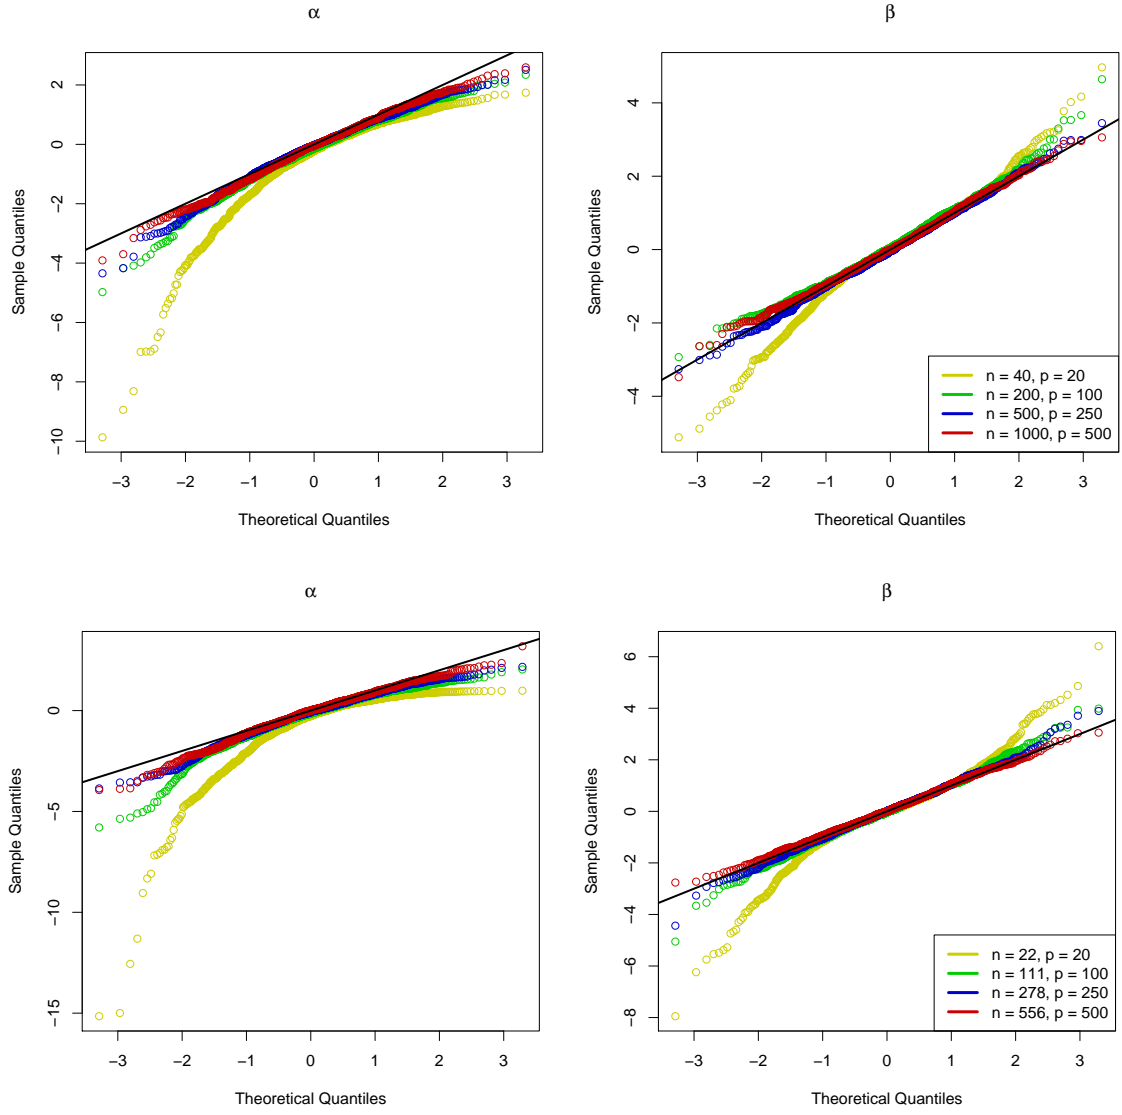 α
β
2
0
−2
−4
−6
−8
−10
Sample Quantiles
−3 −2 −1 0 1 2 3
Theoretical Quantiles
4
2
0
−2
−4
Sample Quantiles
n = 40, p = 20
n = 200, p = 100
n = 500, p = 250
n = 1000, p = 500
−3 −2 −1 0 1 2 3
Theoretical Quantiles
α
β
0
−5
−10
−15
Sample Quantiles
−3 −2 −1 0 1 2 3
Theoretical Quantiles
6
4
2
0
−2
−4
−6
−8
Sample Quantiles
n = 22, p = 20
n = 111, p = 100
n = 278, p = 250
n = 556, p = 500
−3 −2 −1 0 1 2 3
Theoretical Quantiles